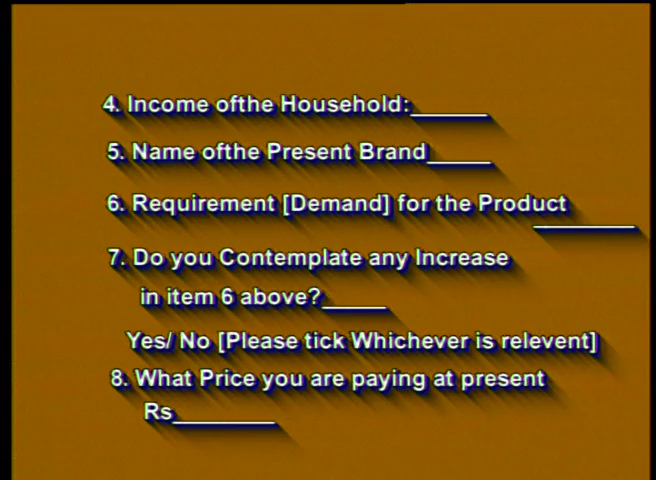 4. Income ofthe Household:______
5. Name ofthe Present Brand_____
6. Requirement [Demand] for the Product
________
7. Do you Contemplate any Increase
in item 6 above?_____
Yes/ No [Please tick Whichever is relevent]
8. What Price you are paying at present
Rs________